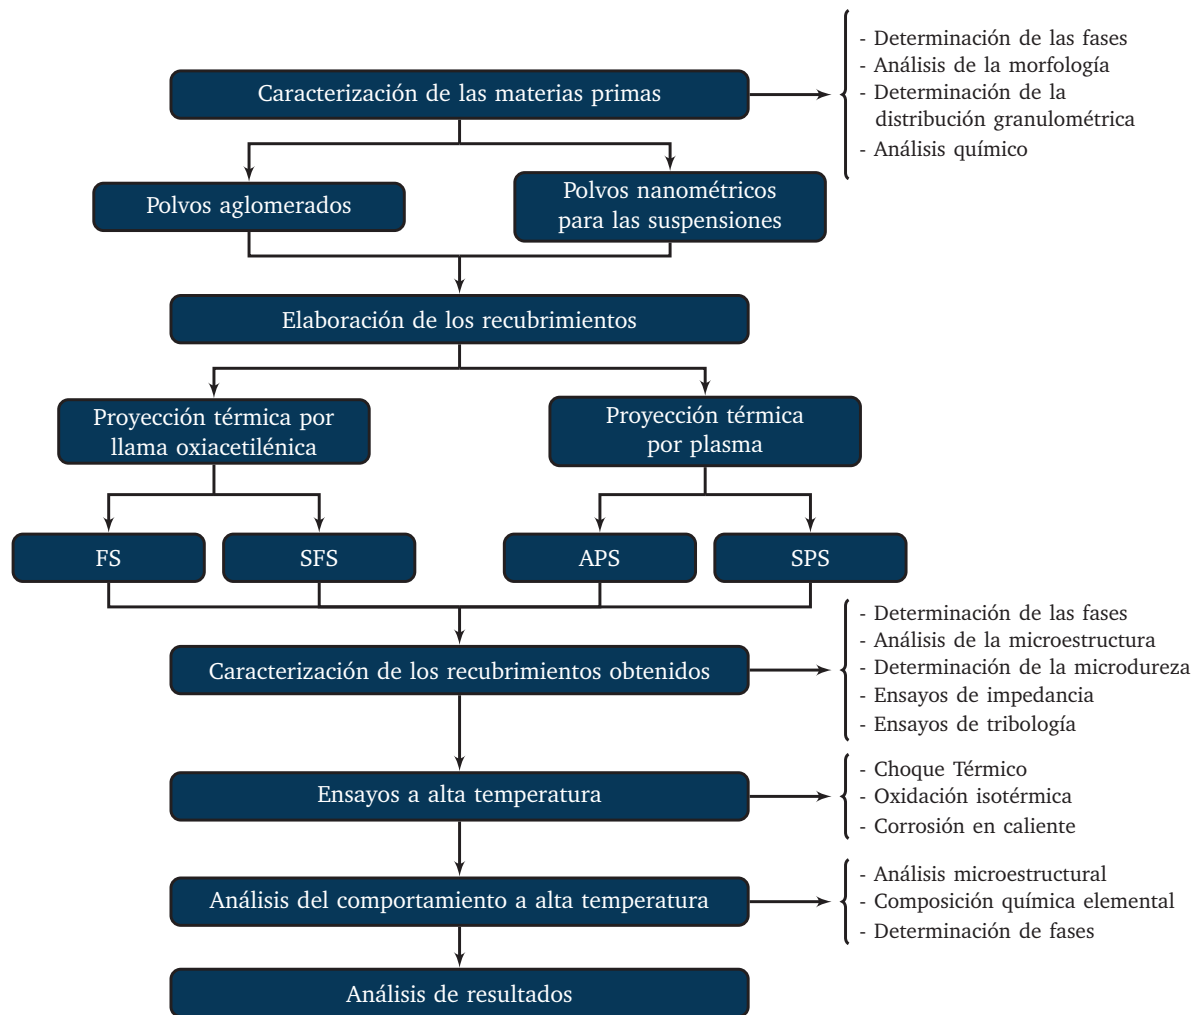 Caracterización de las materias primas
- Determinación de las fases
- Análisis de la morfología
- Determinación de la
distribución granulométrica
- Análisis químico
Polvos aglomerados
Polvos nanométricos
para las suspensiones
Elaboración de los recubrimientos
Proyección térmica por
llama oxiacetilénica
Proyección térmica
por plasma
FS
SFS
APS
SPS
Caracterización de los recubrimientos obtenidos
- Determinación de las fases
- Análisis de la microestructura
- Determinación de la microdureza
- Ensayos de impedancia
- Ensayos de tribología
Ensayos a alta temperatura
- Choque Térmico
- Oxidación isotérmica
- Corrosión en caliente
Análisis del comportamiento a alta temperatura
- Análisis microestructural
- Composición química elemental
- Determinación de fases
Análisis de resultados